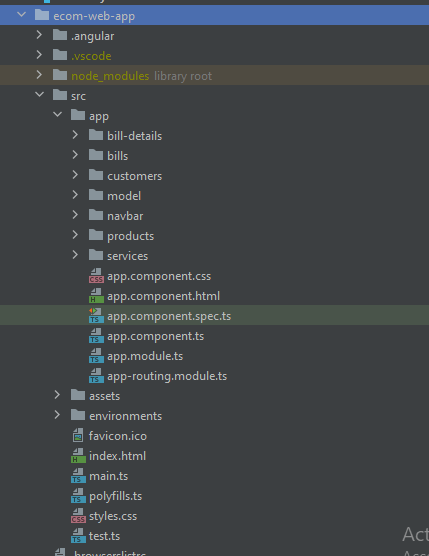 ecom-web-app
.angular
.vscode
node_modules library root
src
app
bill-details
bills
customers
model
navbar
products
services
app.component.css
app.component.html
app.component.spec.ts
app.component.ts
app.module.ts
app-routing.module.ts
assets
environments
favicon.ico
index.html
main.ts
polyfills.ts
styles.css
test.ts
Act
.browserslistrc